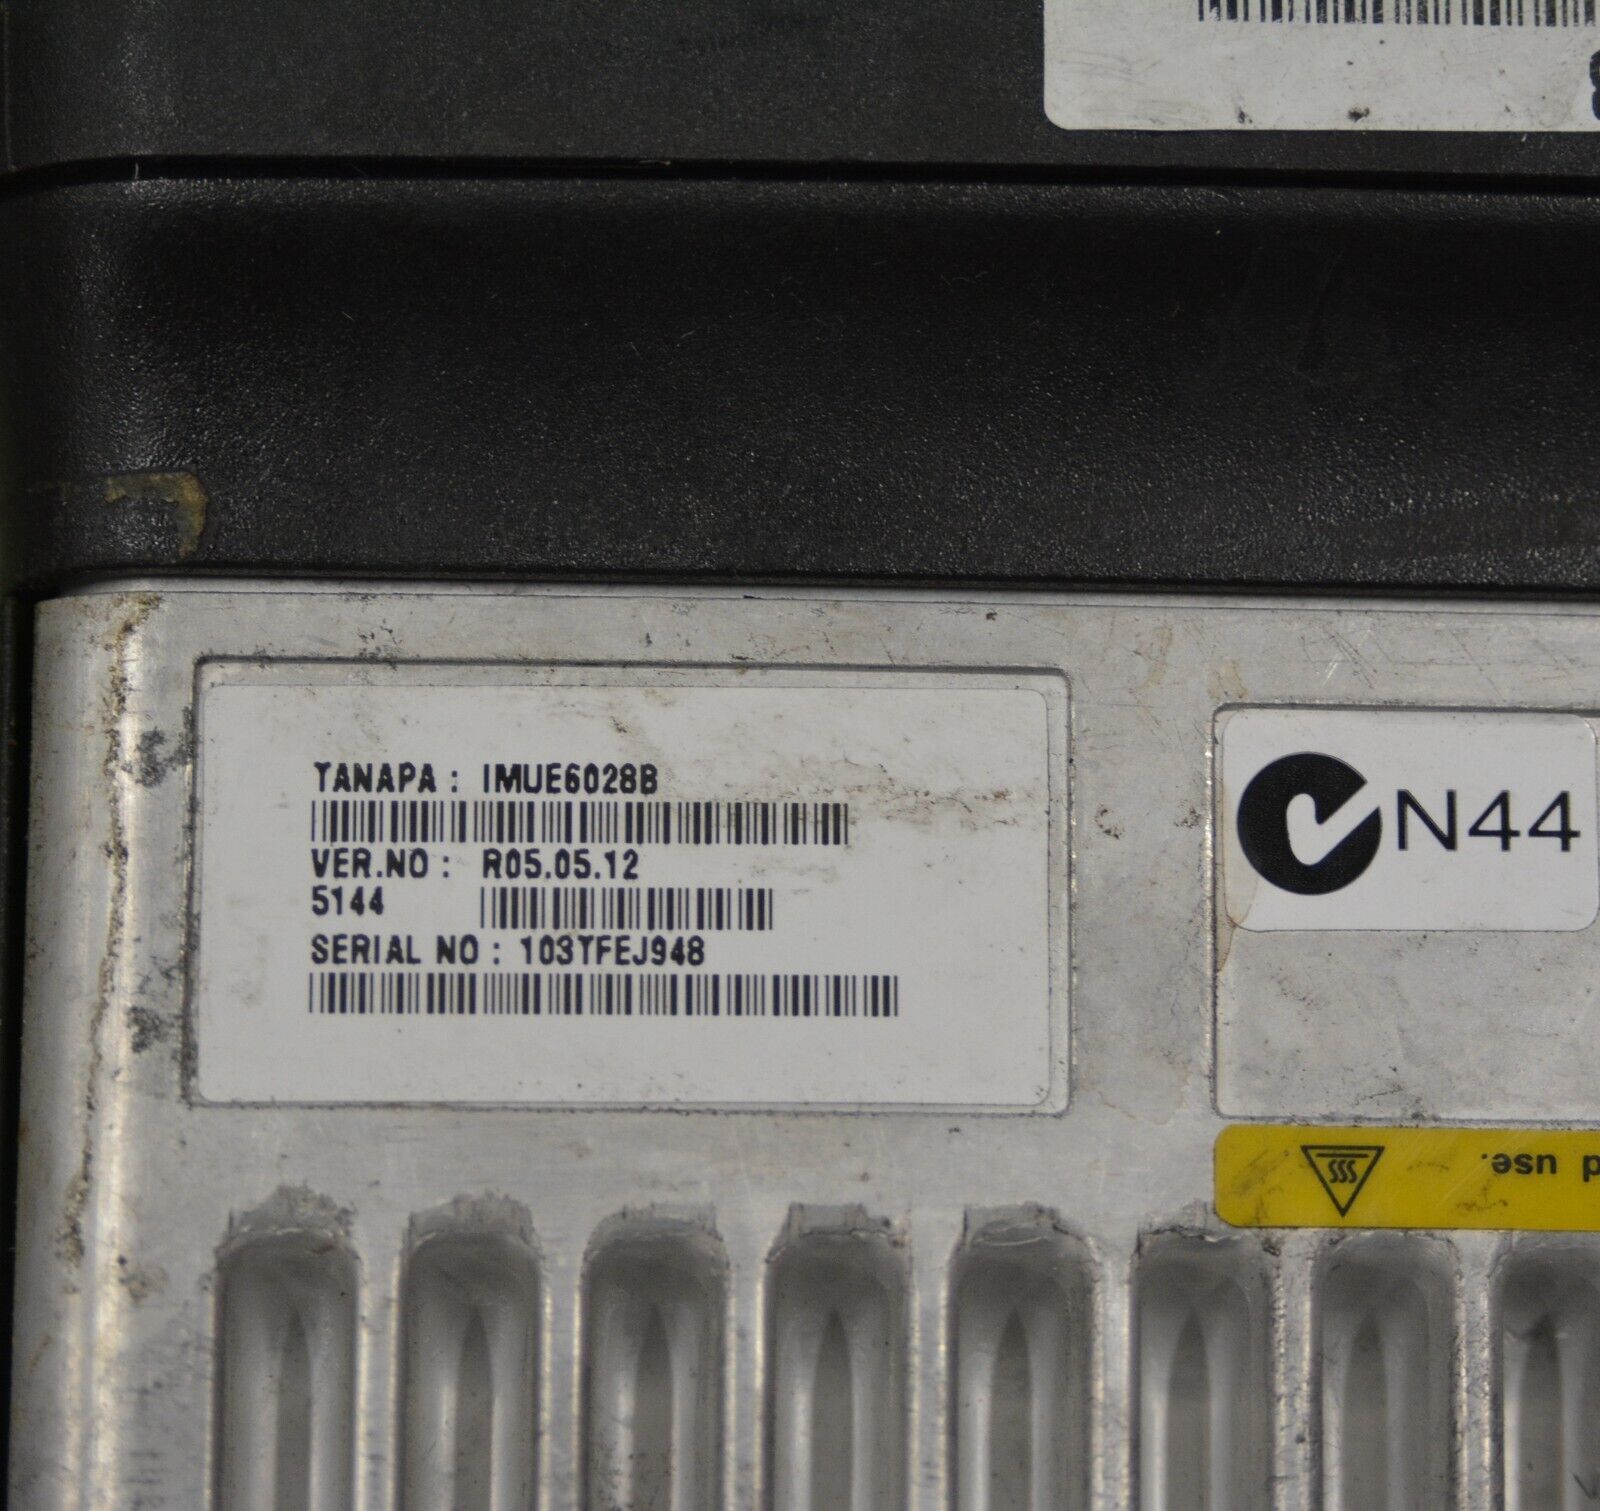 TANAPA : IMUE6028B
VER.NO : R05.05.12
5144
SERIAL NO : 103TFEJ948
N44
use.